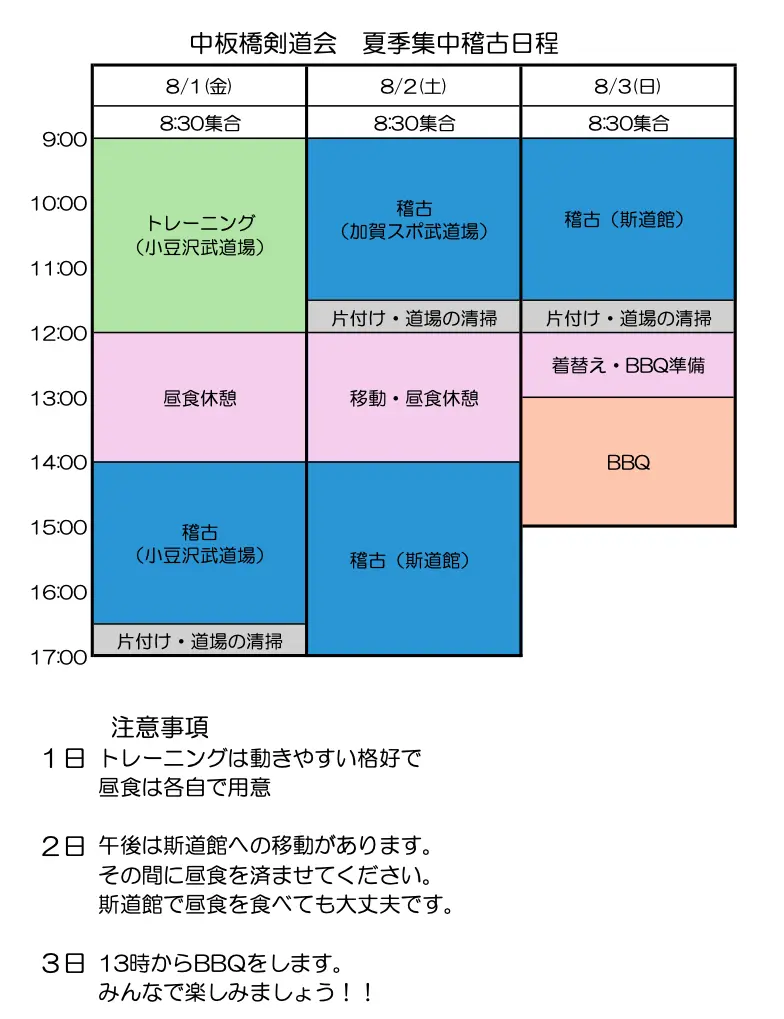 中板橋剣道会　夏季集中稽古日程
8/1(金)
8/2(土)
8/3(日)
8:30集合
8:30集合
8:30集合
9:00
10:00
11:00
12:00
13:00
14:00
15:00
16:00
17:00
トレーニング
（小豆沢武道場）
昼食休憩
稽古
（小豆沢武道場）
片付け・道場の清掃
稽古
（加賀スポ武道場）
片付け・道場の清掃
移動・昼食休憩
稽古（斯道館）
稽古（斯道館）
片付け・道場の清掃
着替え・BBQ準備
BBQ
注意事項
1日 トレーニングは動きやすい格好で
昼食は各自で用意
2日 午後は斯道館への移動があります。
その間に昼食を済ませてください。
斯道館で昼食を食べても大丈夫です。
3日 13時からBBQをします。
みんなで楽しみましょう！！